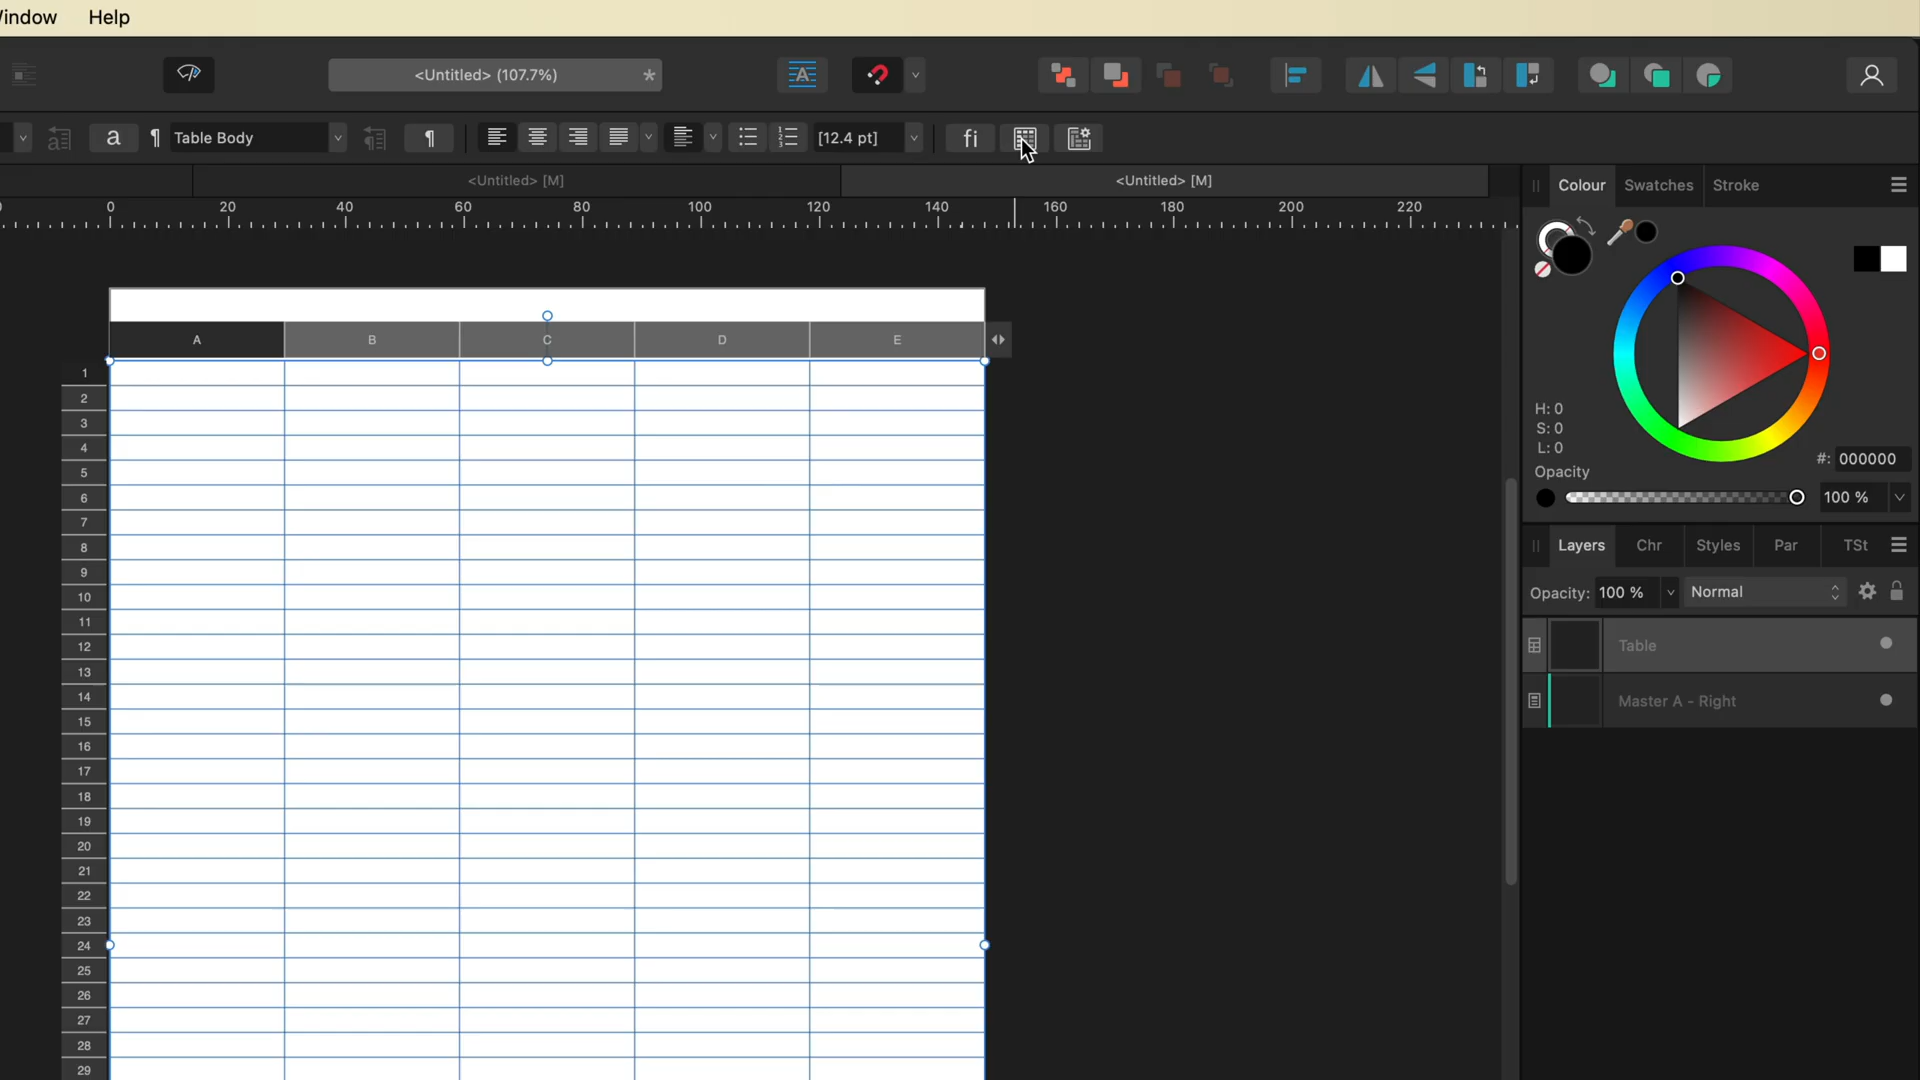 Window Help
<Untitled> (107.7%) *
a ¶ Table Body ¶ [12.4 pt] fi
<Untitled> [M] <Untitled> [M]
Colour Swatches Stroke
0 20 40 60 80 100 120 140 160 180 200 220
A B C D E
H: 0
S: 0
L: 0
#: 000000
Opacity
100 %
Layers Chr Styles Par TSt
Opacity: 100 % Normal
Table
Master A - Right
1
2
3
4
5
6
7
8
9
10
11
12
13
14
15
16
17
18
19
20
21
22
23
24
25
26
27
28
29